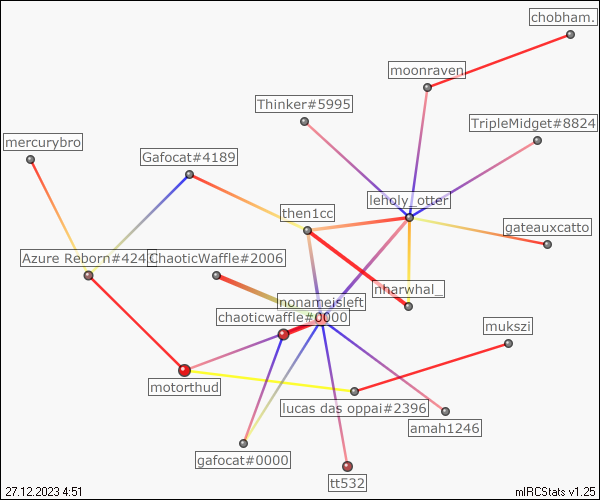 chobham.
moonraven
Thinker#5995
TripleMidget#8824
mercurybro
Gafocat#4189
leholy_otter
then1cc
gateauxcatto
Azure Reborn#424
ChaoticWaffle#2006
nharwhal_
nonameisleft
chaoticwaffle#0000
mukszi
motorthud
lucas das oppai#2396
amah1246
gafocat#0000
tt532
27.12.2023 4:51
mIRCStats v1.25